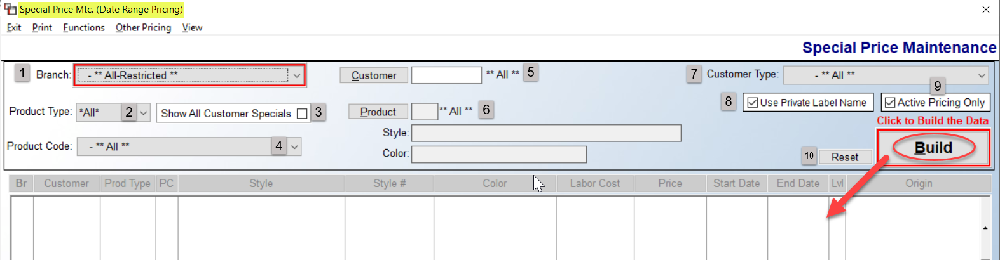 Special Price Mtc. (Date Range Pricing)
Exit Print Functions Other Pricing View
Special Price Maintenance
1 Branch: - ** All-Restricted ** Customer ** All ** 5 7 Customer Type: - ** All **
9
Product Type: *All* 2 Show All Customer Specials 3 Product ** All ** 6 8 Use Private Label Name Active Pricing Only
Click to Build the Data
Style:
Product Code: - ** All ** 4 Color: 10 Reset Build
Br Customer Prod Type PC Style Style # Color Labor Cost Price Start Date End Date Lvl Origin